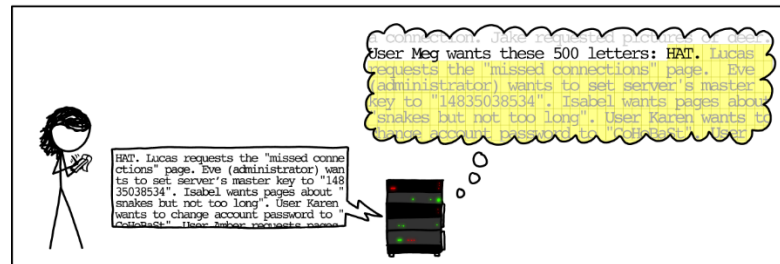 a connection. Jake requested pictures of deer.
User Meg wants these 500 letters: HAT. Lucas
requests the "missed connections" page. Eve
(administrator) wants to set server's master
key to "14835038534". Isabel wants pages about
"snakes but not too long". User Karen wants to
change account password to "CoHoBaSt". User
HAT. Lucas requests the "missed conne
ctions" page. Eve (administrator) wan
ts to set server's master key to "148
35038534". Isabel wants pages about "
snakes but not too long". User Karen
wants to change account password to "
CoHoBaSt". User Amber requests pages